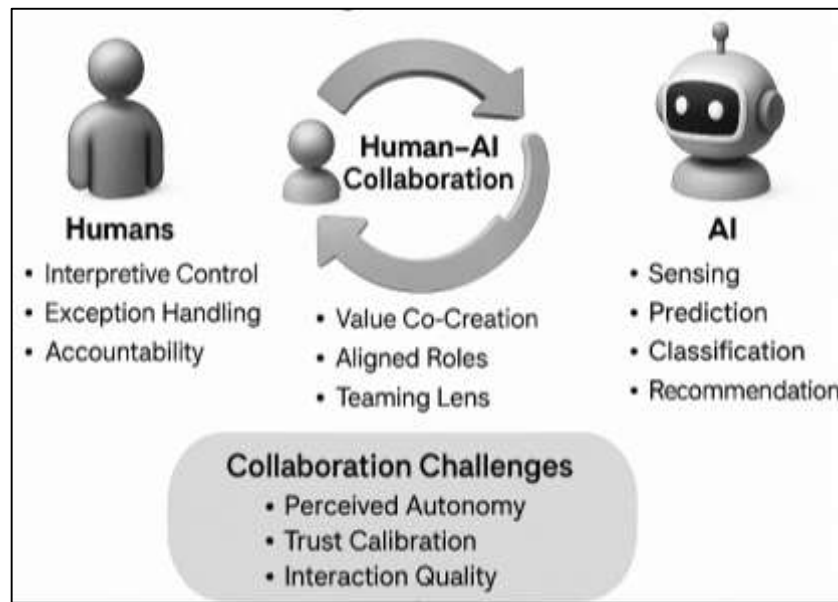 Humans
• Interpretive Control
• Exception Handling
• Accountability
Human–AI
Collaboration
• Value Co-Creation
• Aligned Roles
• Teaming Lens
AI
• Sensing
• Prediction
• Classification
• Recommendation
Collaboration Challenges
• Perceived Autonomy
• Trust Calibration
• Interaction Quality